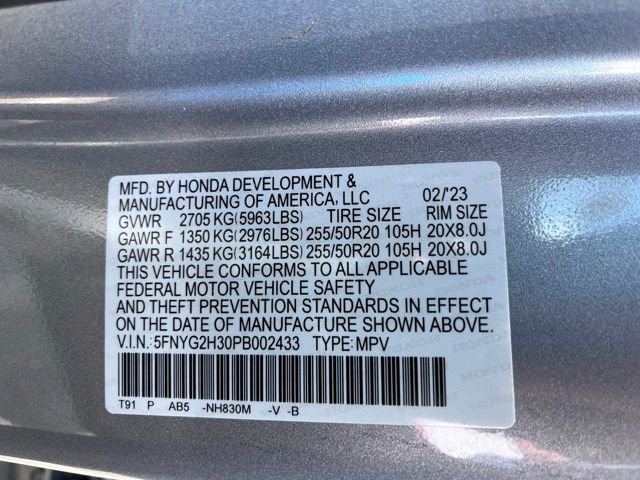 MFD. BY HONDA DEVELOPMENT &
MANUFACTURING OF AMERICA, LLC 02/'23
GVWR 2705 KG(5963LBS) TIRE SIZE RIM SIZE
GAWR F 1350 KG(2976LBS) 255/50R20 105H 20X8.0J
GAWR R 1435 KG(3164LBS) 255/50R20 105H 20X8.0J
THIS VEHICLE CONFORMS TO ALL APPLICABLE
FEDERAL MOTOR VEHICLE SAFETY
AND THEFT PREVENTION STANDARDS IN EFFECT
ON THE DATE OF MANUFACTURE SHOWN ABOVE.
V.I.N.:5FNYG2H30PB002433 TYPE:MPV
T91 P AB5 -NH830M -V -B